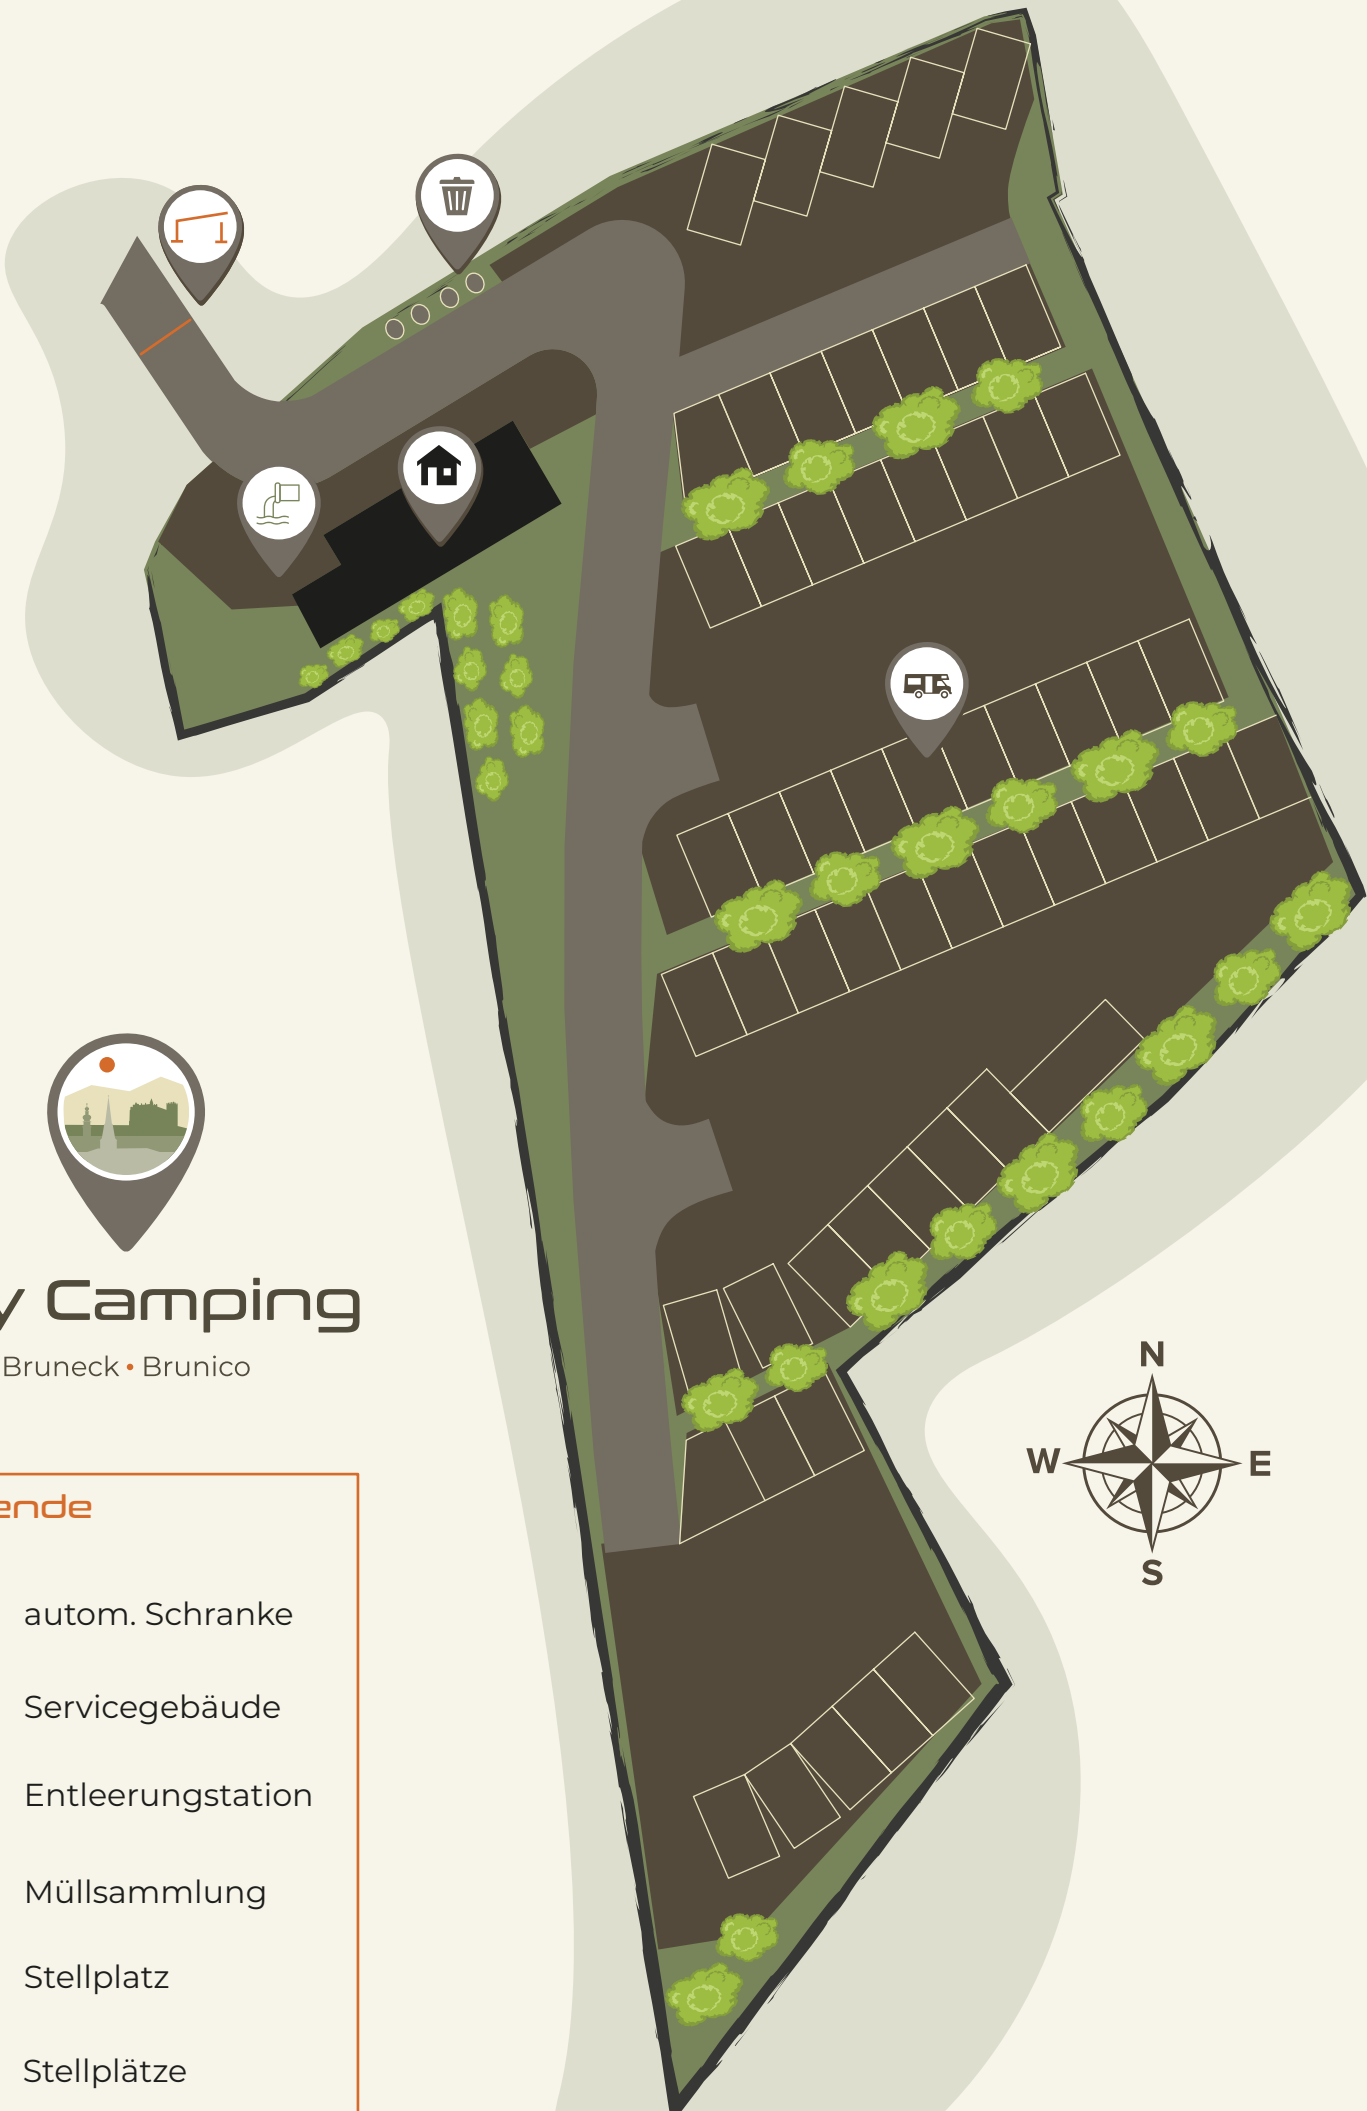 y Camping
Bruneck • Brunico
N
W
E
S
ende
autom. Schranke
Servicegebäude
Entleerungstation
Müllsammlung
Stellplatz
Stellplätze